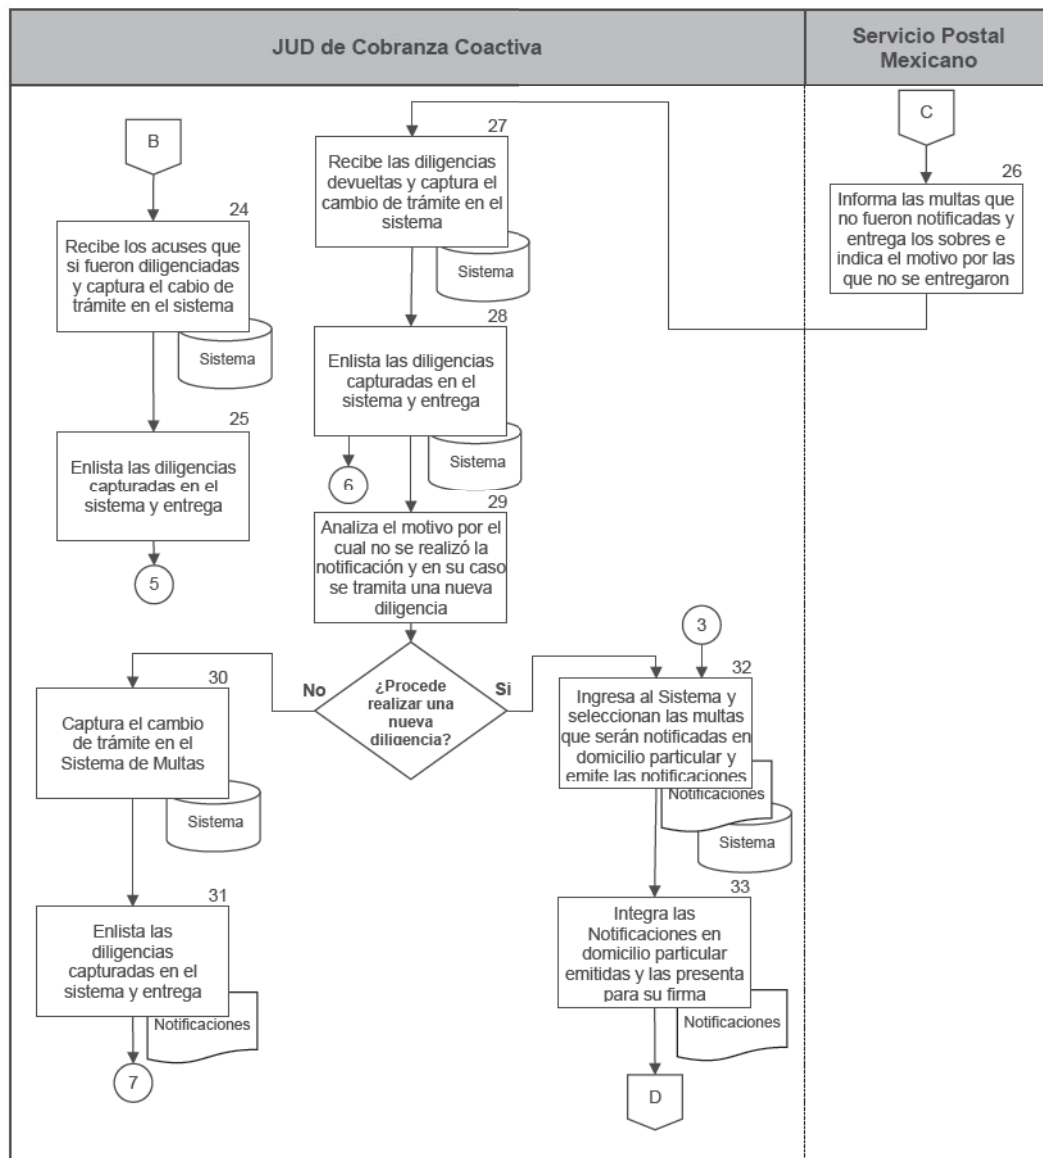 JUD de Cobranza Coactiva
Servicio Postal
Mexicano
B
24
Recibe los acuses que
si fueron diligenciadas
y captura el cabio de
trámite en el sistema
Sistema
25
Enlista las diligencias
capturadas en el
sistema y entrega
5
27
Recibe las diligencias
devueltas y captura el
cambio de trámite en el
sistema
Sistema
28
Enlista las diligencias
capturadas en el
sistema y entrega
Sistema
6
29
Analiza el motivo por el
cual no se realizó la
notificación y en su caso
se tramita una nueva
diligencia
C
26
Informa las multas que
no fueron notificadas y
entrega los sobres e
indica el motivo por las
que no se entregaron
No
¿Procede
realizar una
nueva
diligencia?
Si
30
Captura el cambio
de trámite en el
Sistema de Multas
Sistema
31
Enlista las
diligencias
capturadas en el
sistema y entrega
Notificaciones
7
3
32
Ingresa al Sistema y
seleccionan las multas
que serán notificadas en
domicilio particular y
emite las notificaciones
Notificaciones
Sistema
33
Integra las
Notificaciones en
domicilio particular
emitidas y las presenta
para su firma
Notificaciones
D